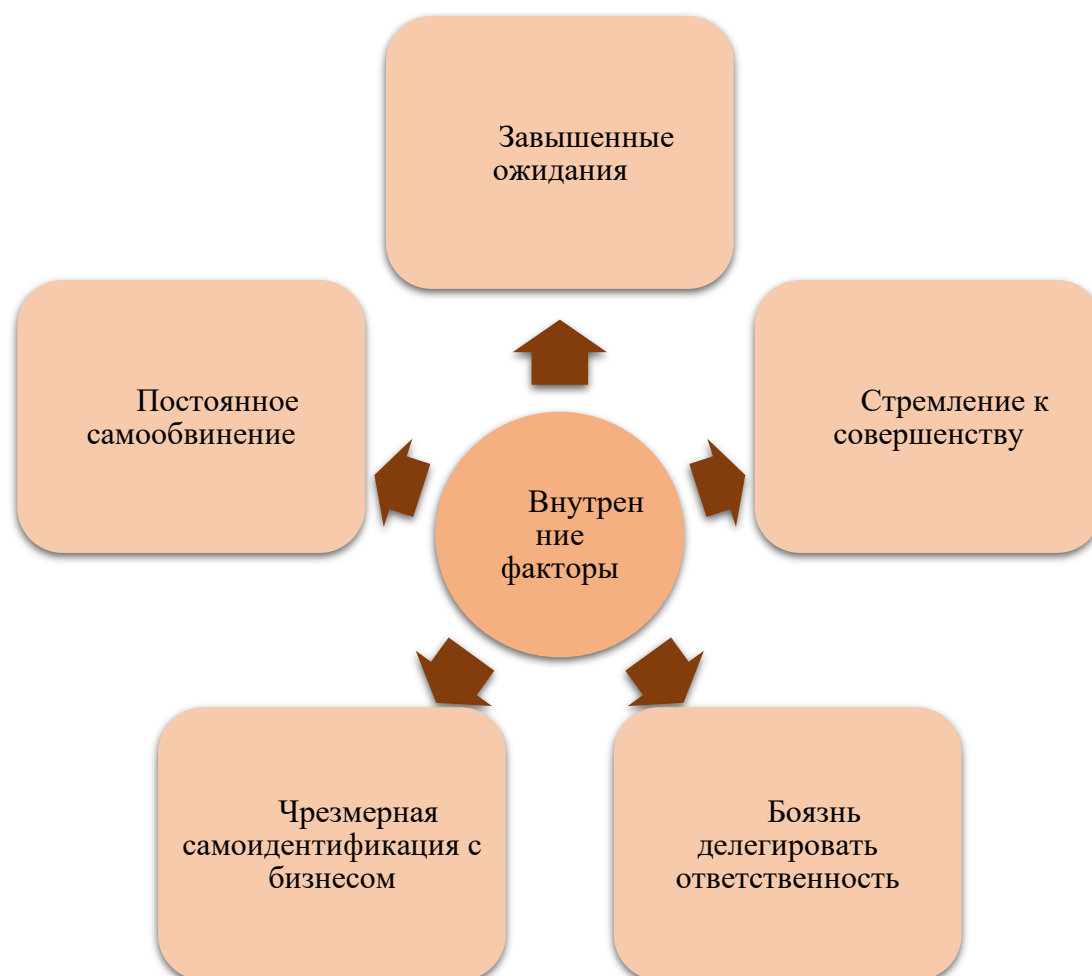 Завышенные
ожидания
Постоянное
самообвинение
Стремление к
совершенству
Внутрен
ние
факторы
Чрезмерная
самоидентификация с
бизнесом
Боязнь
делегировать
ответственность